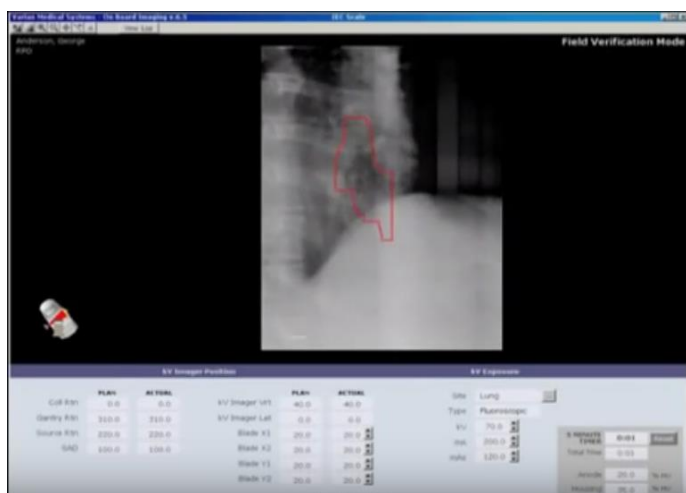 Varian Medical Systems - On Board Imaging
IEC Scale
Anderson, George
RPO
Field Verification Mode
kV Imager Position
kV Exposure
PLAN ACTUAL
Coll Rtn 0.0 0.0
Gantry Rtn 310.0 310.0
Source Rtn 220.0 220.0
SAD 100.0 100.0
PLAN ACTUAL
kV Imager Vrt 40.0 40.0
kV Imager Lat 0.0 0.0
Blade X1 20.0 20.0
Blade X2 20.0 20.0
Blade Y1 20.0 20.0
Blade Y2 20.0 20.0
Site Lung
Type Fluoroscopic
kV 70.0
ms 200.0
mAs 120.0
5 MINUTE TIMER 0:01 Reset
Total Time 0:01
Anode 20.0 % HU
Housing